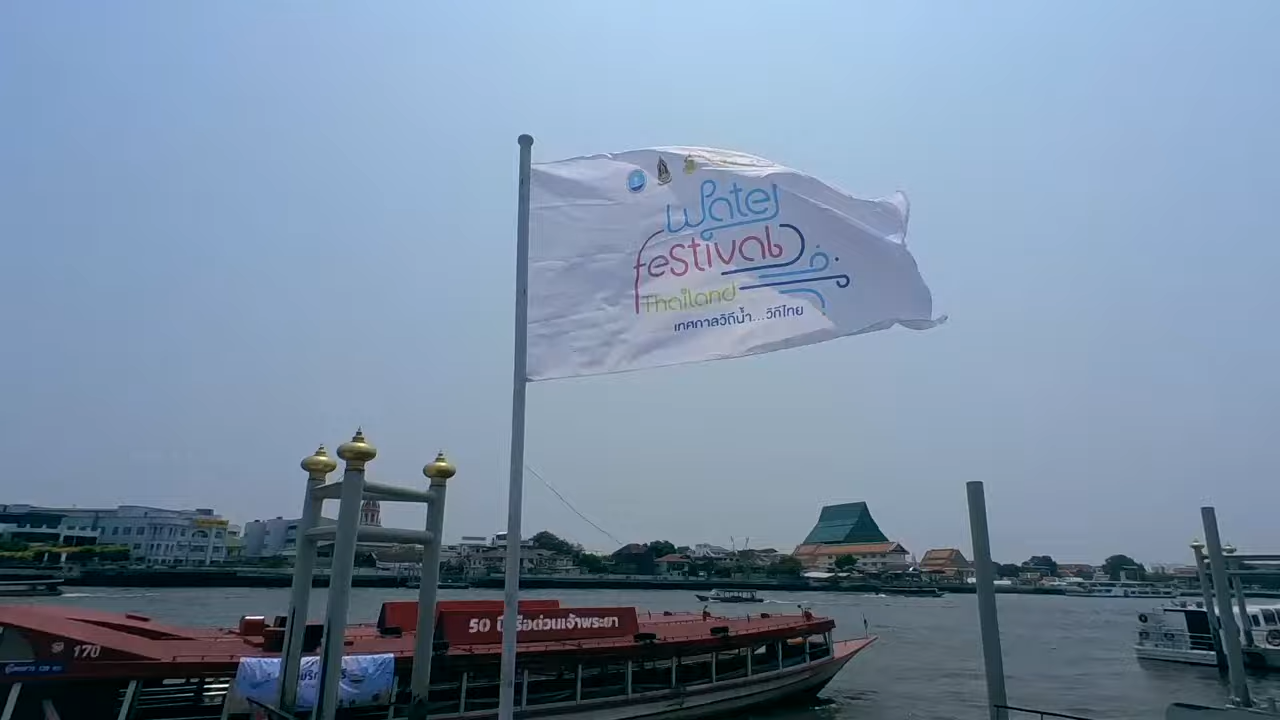 Water
festival
Thailand
เทศกาลวิถีน้ำ...วิถีไทย
50 ปี เรือด่วนเจ้าพระยา
170